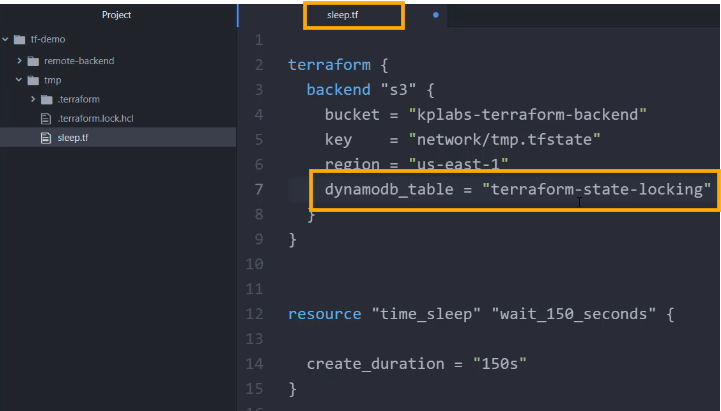 Project
tf-demo
remote-backend
tmp
.terraform
.terraform.lock.hcl
sleep.tf
sleep.tf
1
2 terraform {
3 backend "s3" {
4 bucket = "kplabs-terraform-backend"
5 key = "network/tmp.tfstate"
6 region = "us-east-1"
7 dynamodb_table = "terraform-state-locking"
8 }
9 }
10
11
12 resource "time_sleep" "wait_150_seconds" {
13
14 create_duration = "150s"
15 }
16